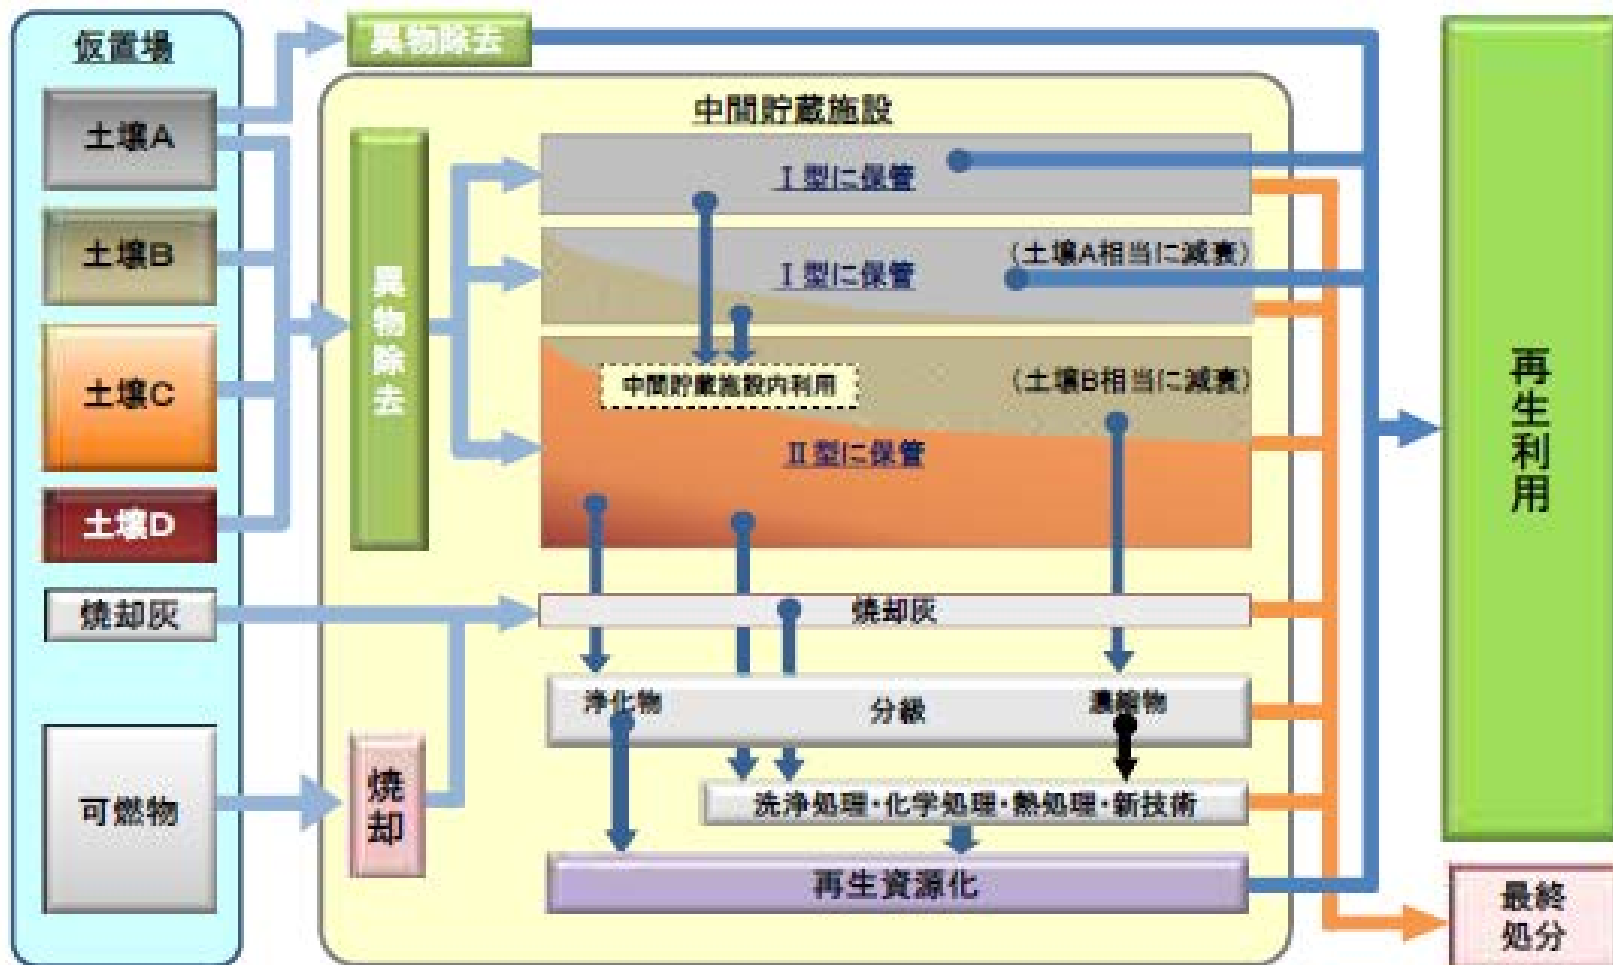 仮置場
土壌A
土壌B
土壌C
土壌D
焼却灰
可燃物
異物除去
異物除去
焼却
中間貯蔵施設
Ⅰ型に保管
(土壌A相当に減衰)
Ⅰ型に保管
中間貯蔵施設内利用
(土壌B相当に減衰)
Ⅱ型に保管
焼却灰
浄化物
分級
濃縮物
洗浄処理・化学処理・熱処理・新技術
再生資源化
再生利用
最終
処分